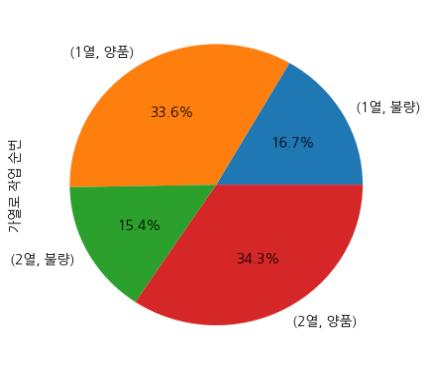 (1열, 양품)
(1열, 불량)
33.6%
16.7%
가열로 작업 순번
15.4%
(2열, 불량)
34.3%
(2열, 양품)